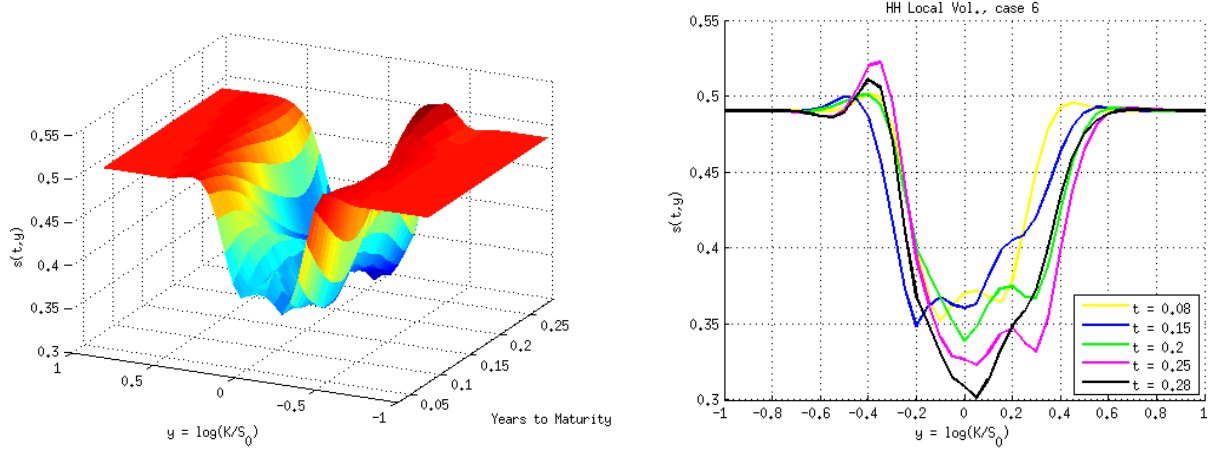 0.55
0.5
0.45
0.4
0.35
0.3
s(t,y)
1
0.5
0
-0.5
-1
y = log(K/S0)
0.05
0.1
0.15
0.2
0.25
Years to Maturity
HH Local Vol., case 6
0.55
0.5
0.45
0.4
0.35
0.3
s(t,y)
-1 -0.8 -0.6 -0.4 -0.2 0 0.2 0.4 0.6 0.8 1
y = log(K/S0)
t = 0.08
t = 0.15
t = 0.2
t = 0.25
t = 0.28